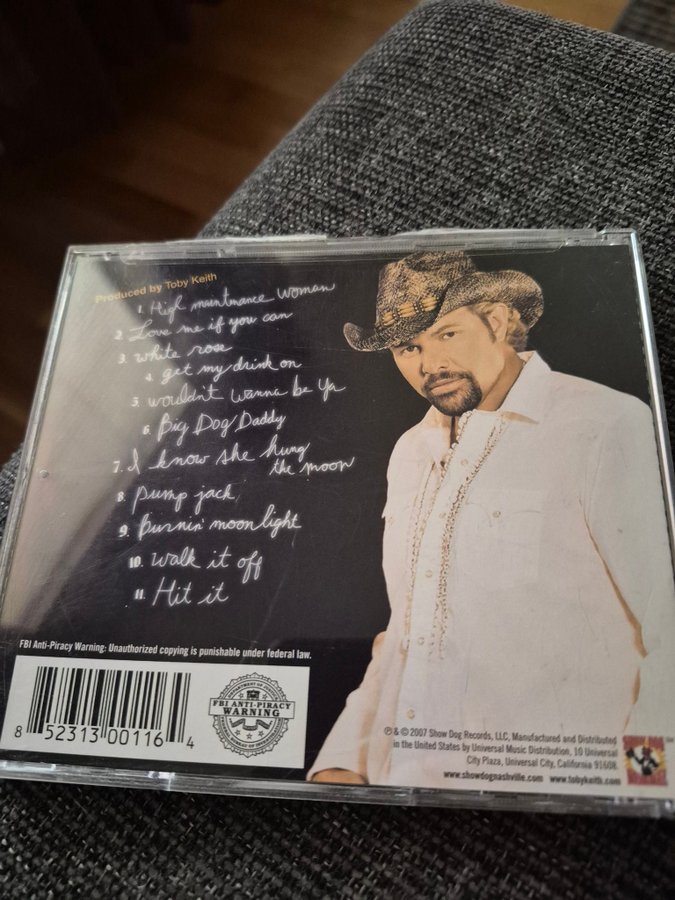 Produced by Toby Keith
1. High maintnance Woman
2. Love me if you can
3. white rose
4. get my drink on
5. wouldn't wanna be Ya
6. Big Dog Daddy
7. I know she hung
the moon
8. pump jack
9. Burnin' moonlight
10. walk it off
11. Hit it
FBI Anti-Piracy Warning: Unauthorized copying is punishable under federal law.
8 52313 00116 4
FBI ANTI-PIRACY
WARNING
℗ & © 2007 Show Dog Records, LLC, Manufactured and Distributed
in the United States by Universal Music Distribution, 10 Universal
City Plaza, Universal City, California 91608.
www.showdognashville.com www.tobykeith.com